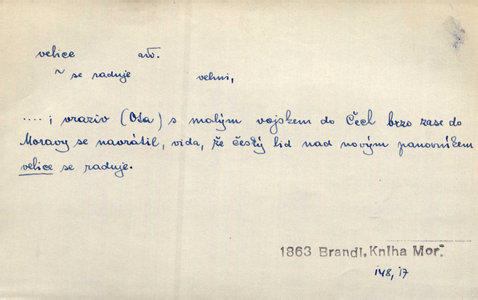 velice adv.
~ se raduje velmi,
.... i vraziv (Ota) s malým vojskem do Čech brzo zase do
Moravy se navrátil, vida, že český lid nad novým panovníkem
velice se raduje.
1863 Brandl, Kniha Mor.
148, 17